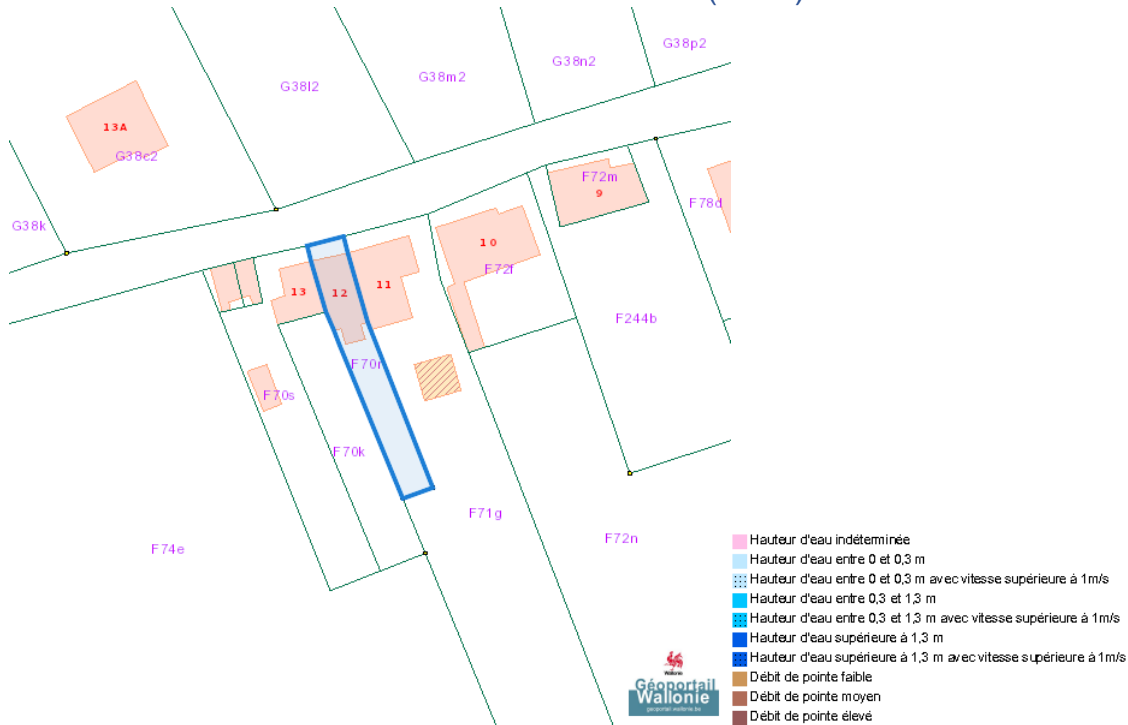 G38p2
G38n2
G38m2
G38l2
13A
G38c2
F72m
9
F78d
G38k
10
F72f
11
13
12
F244b
F70r
F70s
F70k
F71g
F72n
F74e
Hauteur d'eau indéterminée
Hauteur d'eau entre 0 et 0,3 m
Hauteur d'eau entre 0 et 0,3 m avec vitesse supérieure à 1m/s
Hauteur d'eau entre 0,3 et 1,3 m
Hauteur d'eau entre 0,3 et 1,3 m avec vitesse supérieure à 1m/s
Hauteur d'eau supérieure à 1,3 m
Hauteur d'eau supérieure à 1,3 m avec vitesse supérieure à 1m/s
Débit de pointe faible
Débit de pointe moyen
Débit de pointe élevé
Wallonie
Géoportail
Wallonie
geoportail.wallonie.be